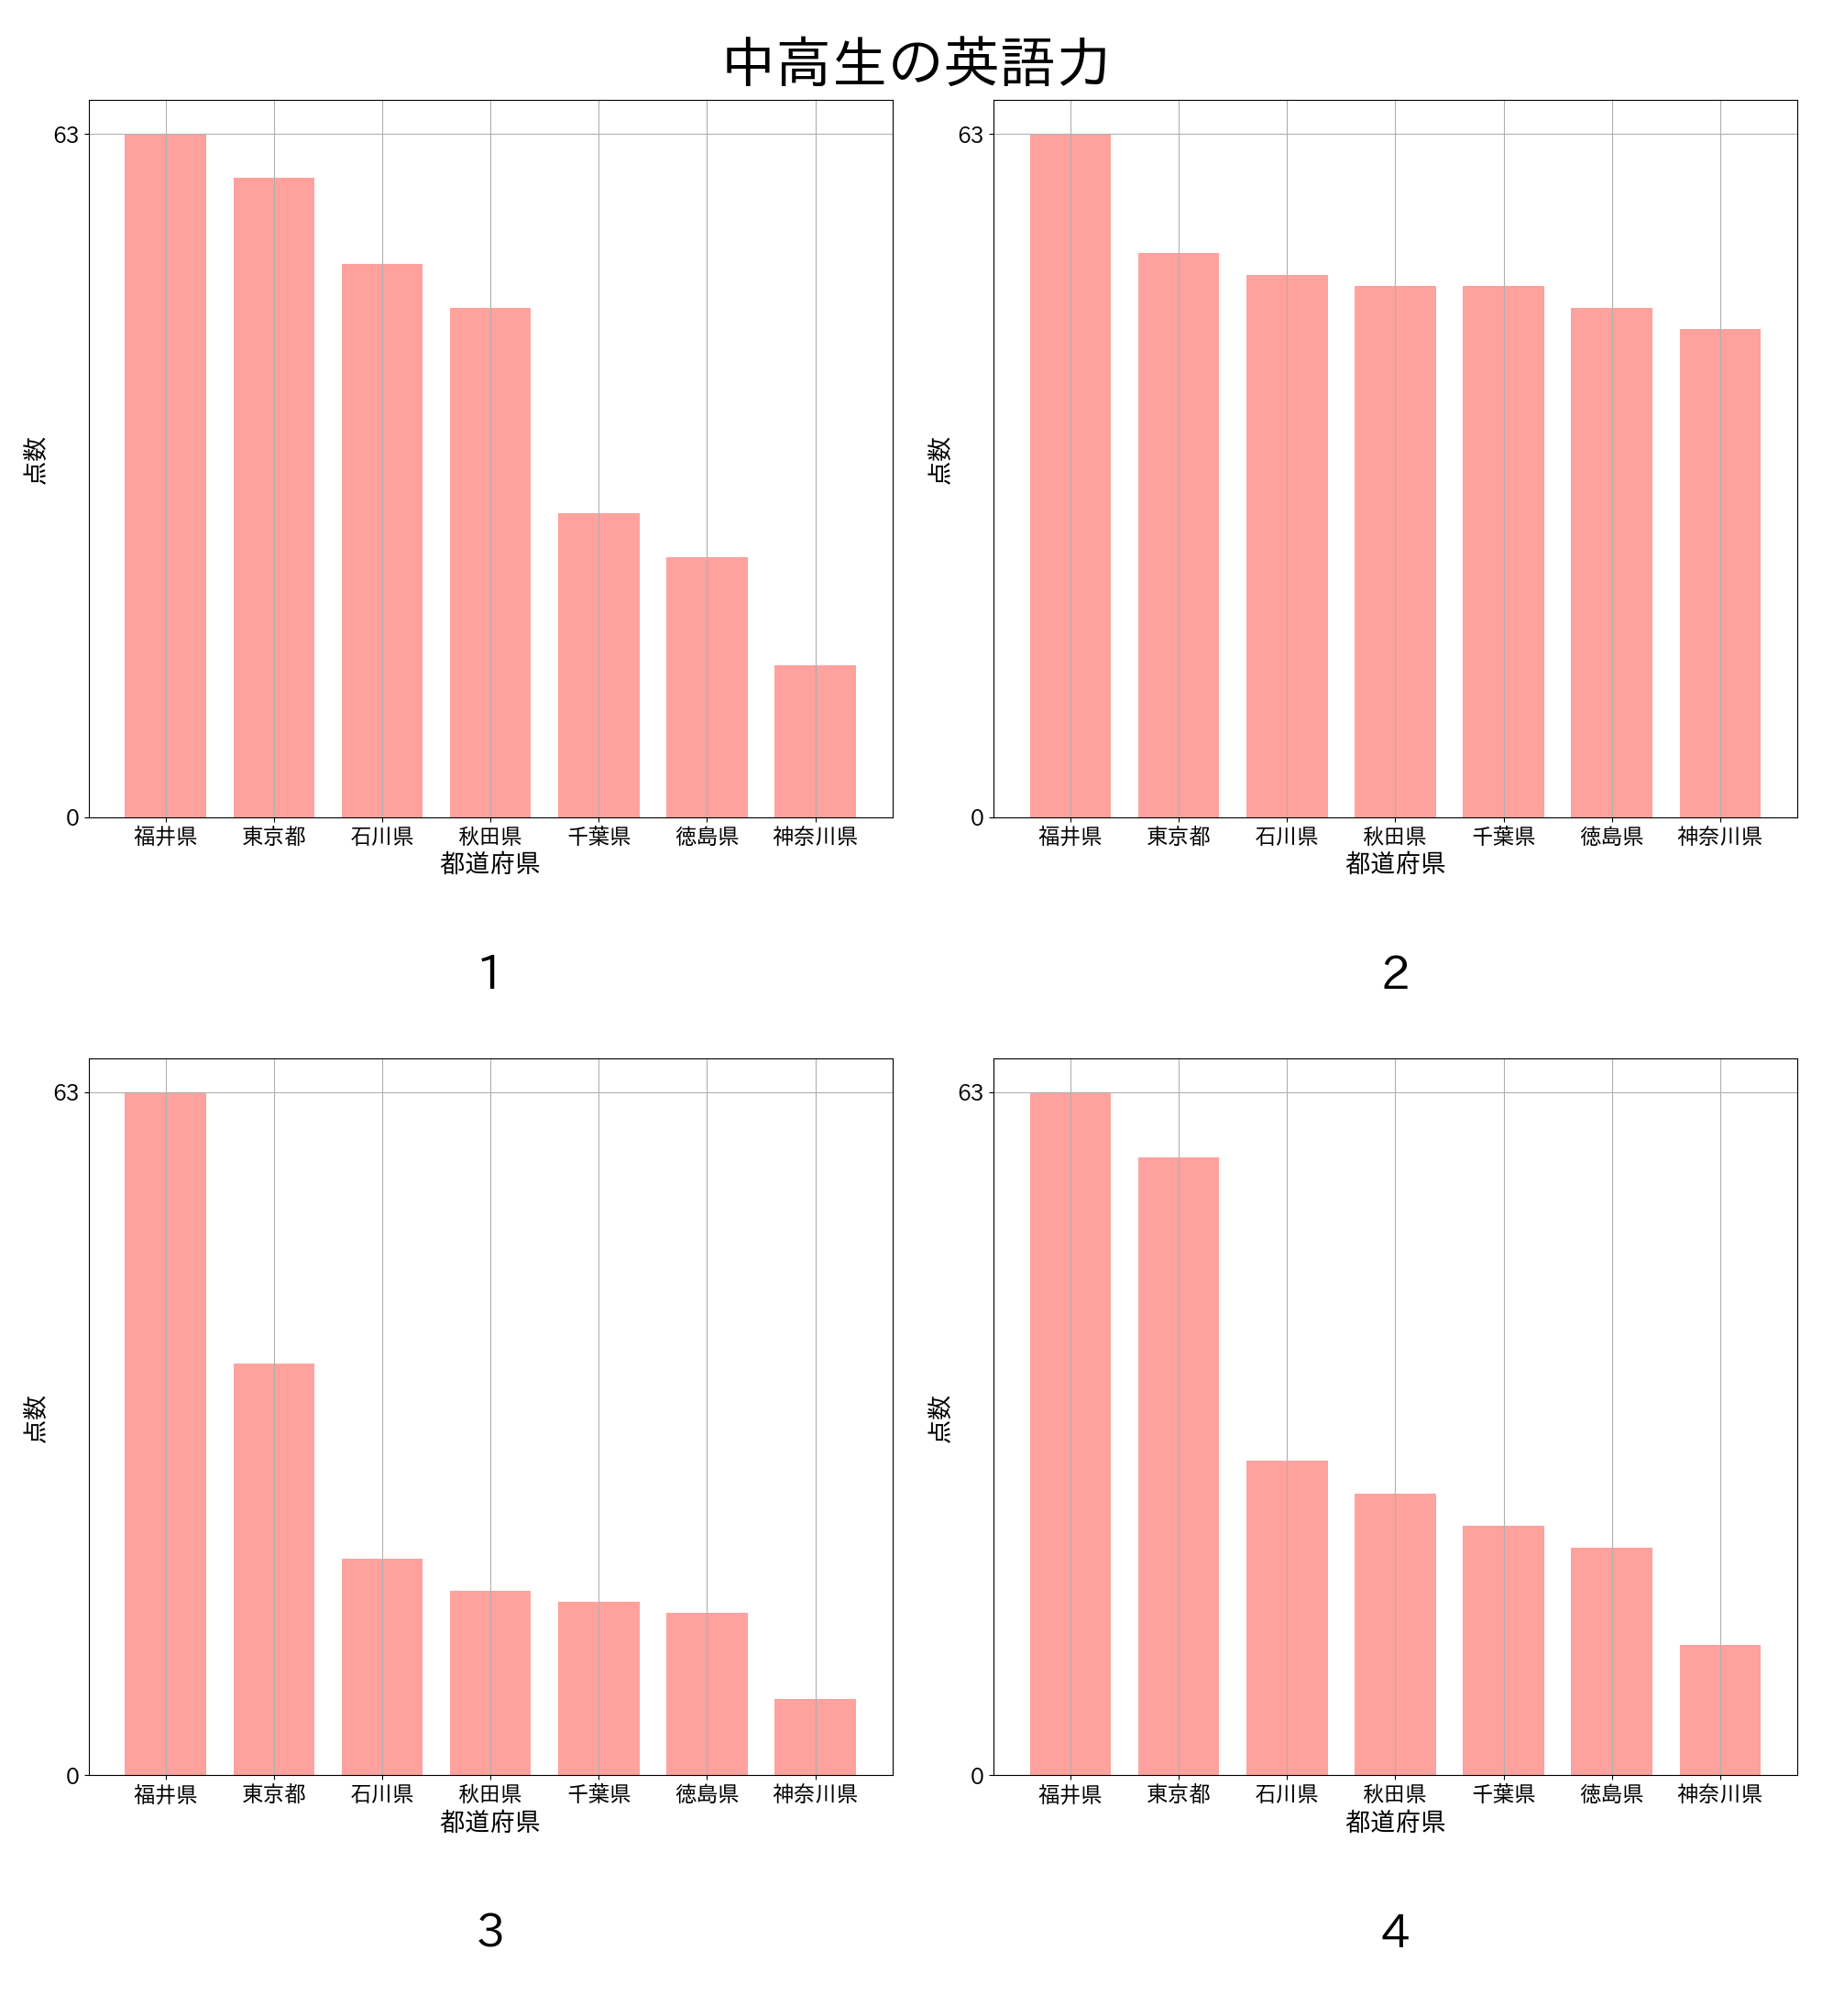 中高生の英語力
63
0
点数
福井県 東京都 石川県 秋田県 千葉県 徳島県 神奈川県
都道府県
1
63
0
点数
福井県 東京都 石川県 秋田県 千葉県 徳島県 神奈川県
都道府県
2
63
0
点数
福井県 東京都 石川県 秋田県 千葉県 徳島県 神奈川県
都道府県
3
63
0
点数
福井県 東京都 石川県 秋田県 千葉県 徳島県 神奈川県
都道府県
4